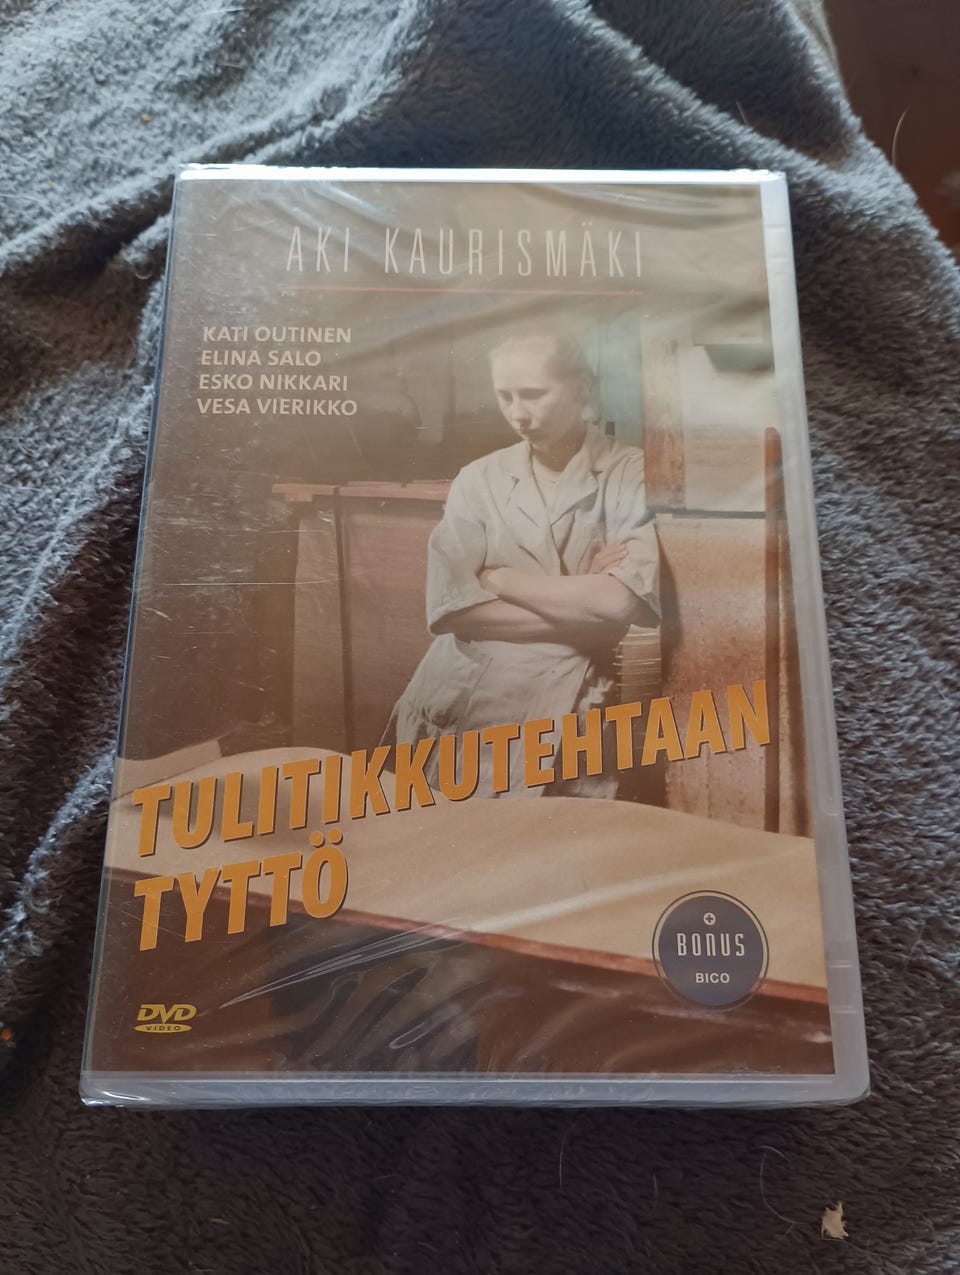 AKI KAURISMÄKI
KATI OUTINEN
ELINA SALO
ESKO NIKKARI
VESA VIERIKKO
TULITIKKUTEHTAAN
TYTTÖ
+
BONUS
BICO
DVD
VIDEO